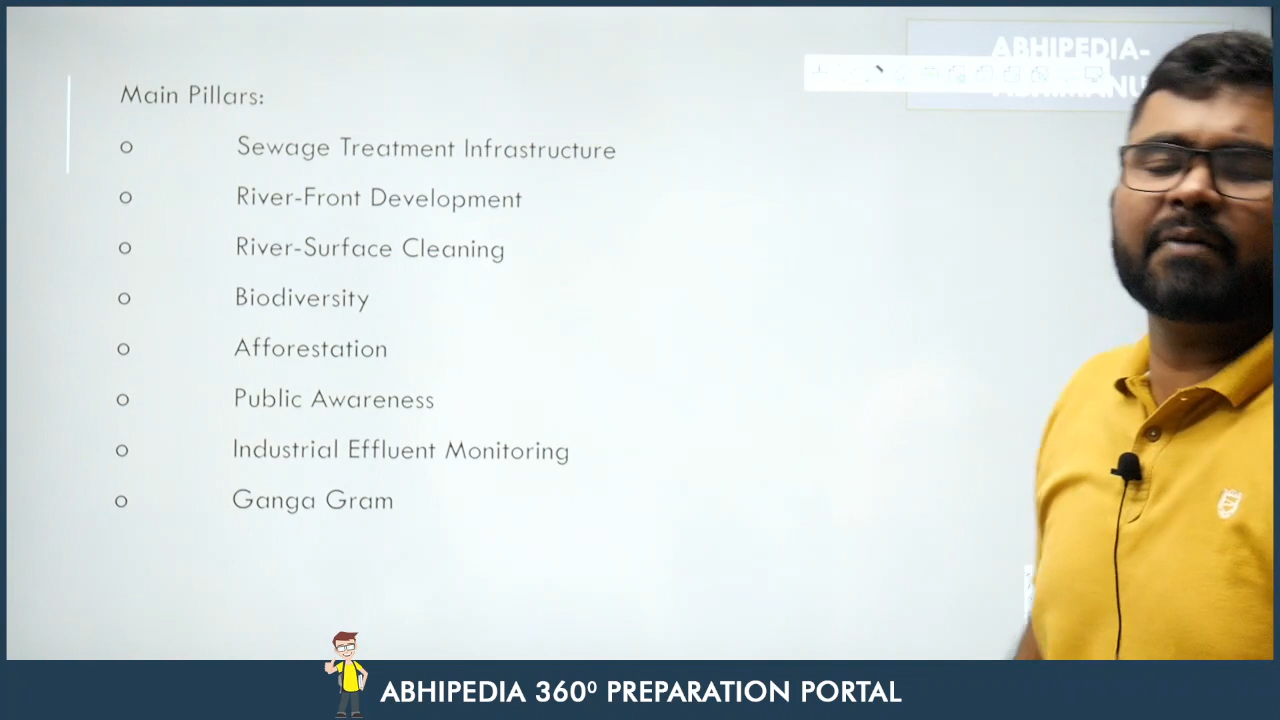 ABHIPEDIA-
Main Pillars:
o Sewage Treatment Infrastructure
o River-Front Development
o River-Surface Cleaning
o Biodiversity
o Afforestation
o Public Awareness
o Industrial Effluent Monitoring
o Ganga Gram
ABHIPEDIA 360⁰ PREPARATION PORTAL